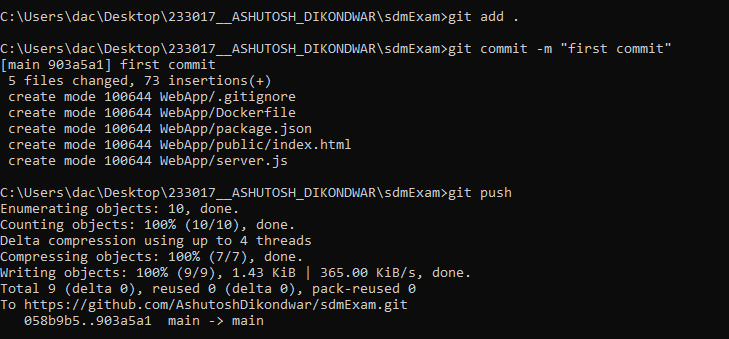 C:\Users\dac\Desktop\233017__ASHUTOSH_DIKONDWAR\sdmExam>git add .
C:\Users\dac\Desktop\233017__ASHUTOSH_DIKONDWAR\sdmExam>git commit -m "first commit"
[main 903a5a1] first commit
 5 files changed, 73 insertions(+)
 create mode 100644 WebApp/.gitignore
 create mode 100644 WebApp/Dockerfile
 create mode 100644 WebApp/package.json
 create mode 100644 WebApp/public/index.html
 create mode 100644 WebApp/server.js
C:\Users\dac\Desktop\233017__ASHUTOSH_DIKONDWAR\sdmExam>git push
Enumerating objects: 10, done.
Counting objects: 100% (10/10), done.
Delta compression using up to 4 threads
Compressing objects: 100% (7/7), done.
Writing objects: 100% (9/9), 1.43 KiB | 365.00 KiB/s, done.
Total 9 (delta 0), reused 0 (delta 0), pack-reused 0
To https://github.com/AshutoshDikondwar/sdmExam.git
   058b9b5..903a5a1  main -> main